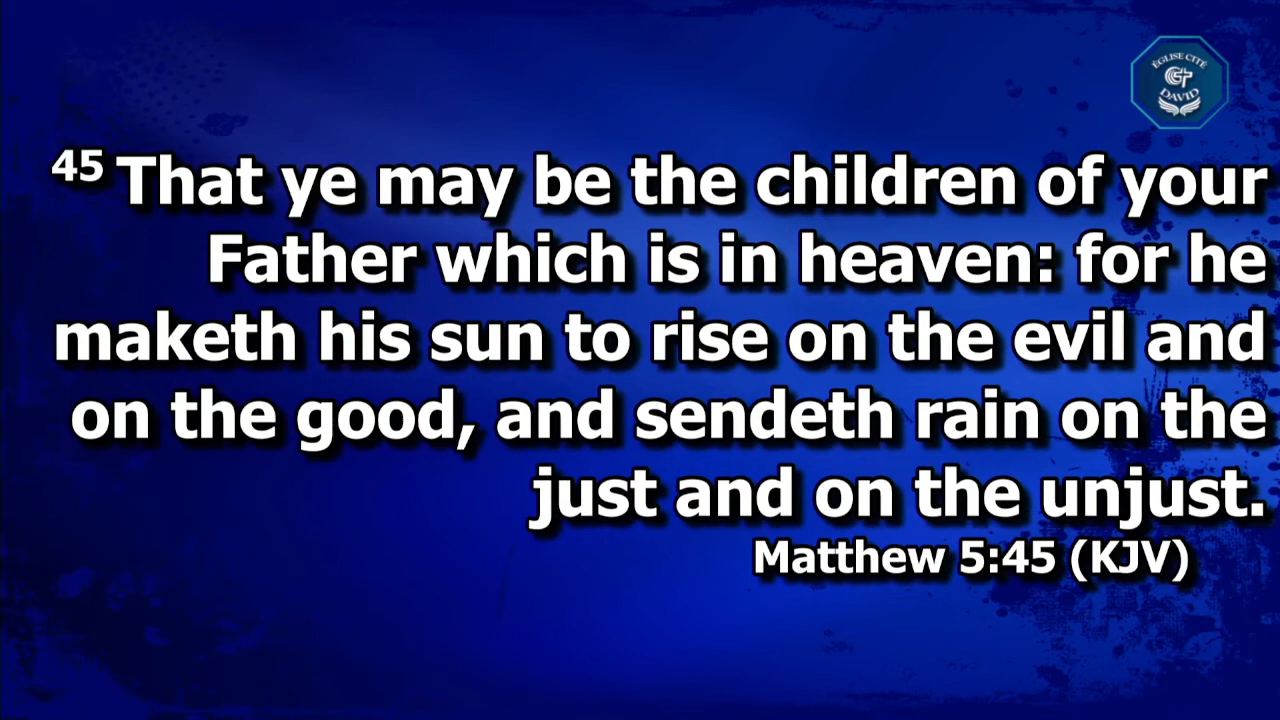 ÉGLISE CITÉ
DAVID
45 That ye may be the children of your
Father which is in heaven: for he
maketh his sun to rise on the evil and
on the good, and sendeth rain on the
just and on the unjust.
Matthew 5:45 (KJV)